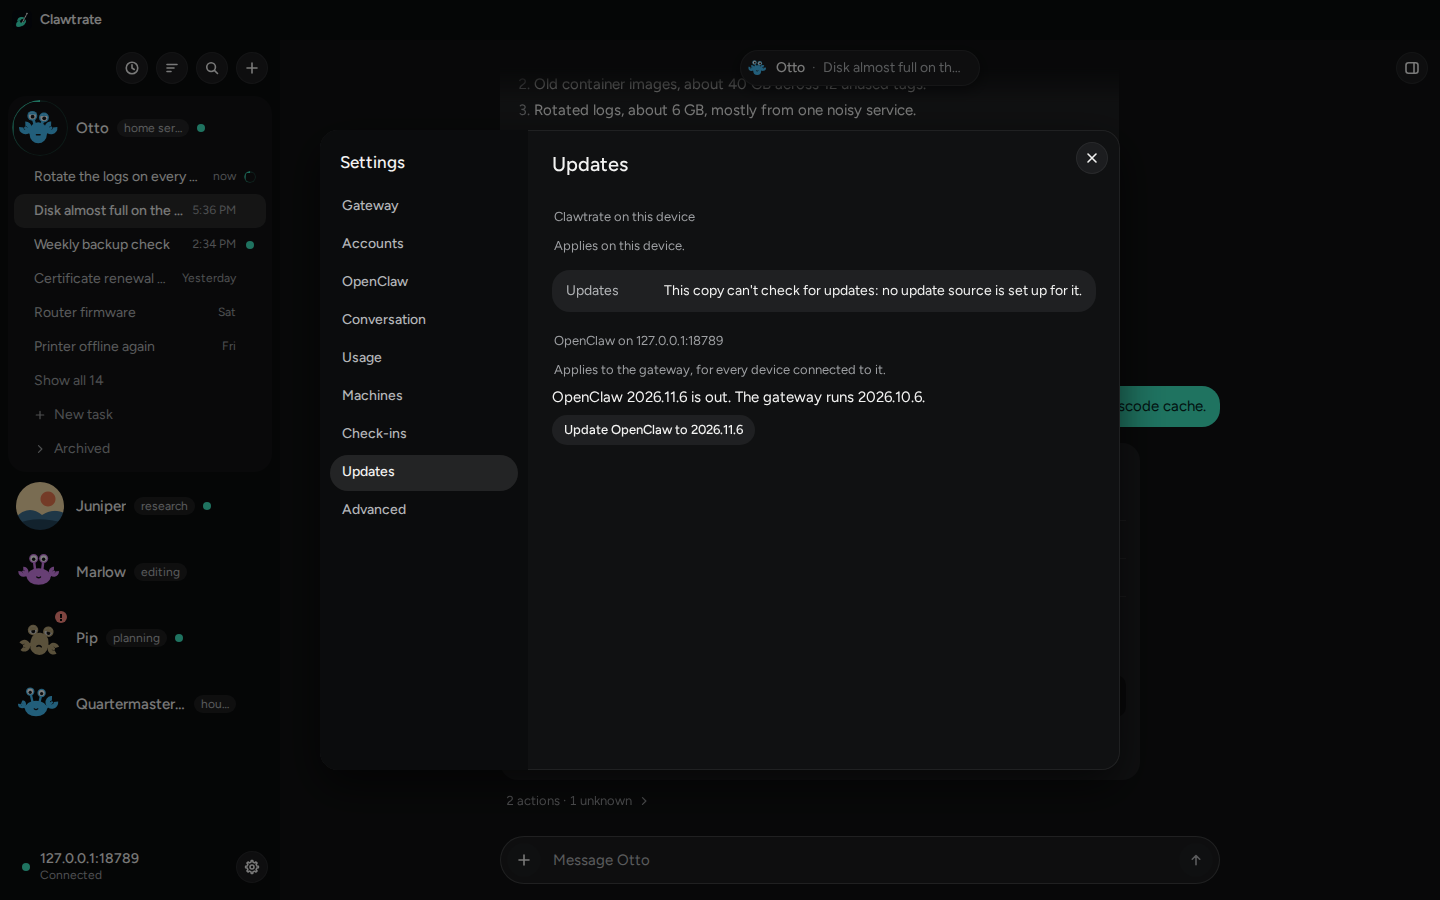 Clawtrate
Otto · Disk almost full on th...
2. Old container images, about 40 GB across 12 unused tags.
3. Rotated logs, about 6 GB, mostly from one noisy service.
Otto home ser...
Rotate the logs on every ... now
Disk almost full on the ... 5:36 PM
Weekly backup check 2:34 PM
Certificate renewal ... Yesterday
Router firmware Sat
Printer offline again Fri
Show all 14
+ New task
Archived
Juniper research
Marlow editing
! Pip planning
Quartermaster... hou...
127.0.0.1:18789
Connected
Settings
Gateway
Accounts
OpenClaw
Conversation
Usage
Machines
Check-ins
Updates
Advanced
Updates
Clawtrate on this device
Applies on this device.
Updates This copy can't check for updates: no update source is set up for it.
OpenClaw on 127.0.0.1:18789
Applies to the gateway, for every device connected to it.
OpenClaw 2026.11.6 is out. The gateway runs 2026.10.6.
Update OpenClaw to 2026.11.6
scode cache.
2 actions · 1 unknown
Message Otto